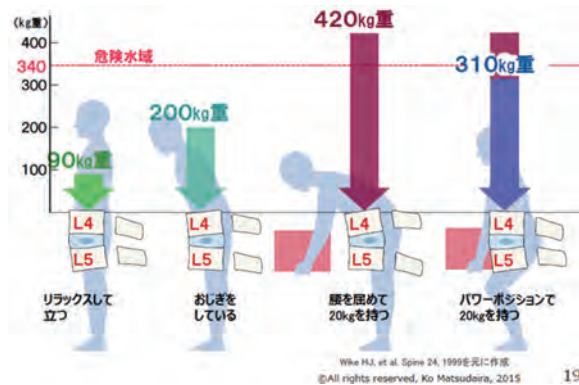 (kg重)
400
340
300
200
100
危険水域
90kg重
200kg重
420kg重
310kg重
L4
L5
L4
L5
L4
L5
L4
L5
リラックスして
立つ
おじぎを
している
腰を屈めて
20kgを持つ
パワーポジションで
20kgを持つ
Wike HJ, et al. Spine 24, 1999を元に作成
©All rights reserved, Ko Matsudaira, 2015
19